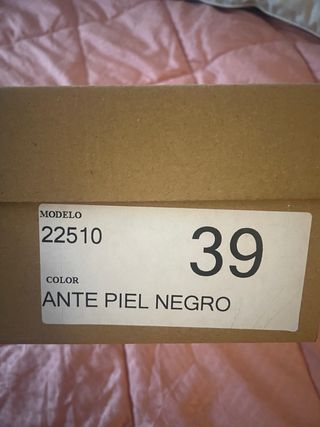 MODELO
22510
39
COLOR
ANTE PIEL NEGRO